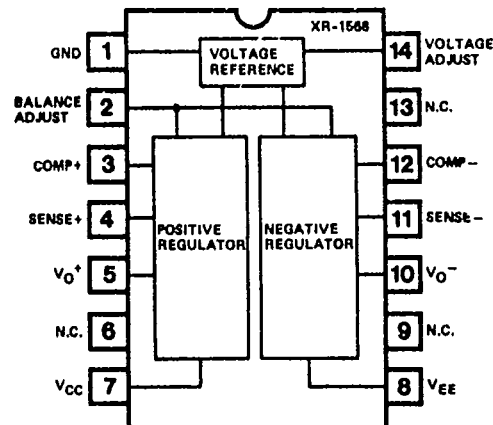 XR-1568
GND 1
VOLTAGE
REFERENCE
14 VOLTAGE
ADJUST
BALANCE
ADJUST
2
13 N.C.
COMP+ 3
12 COMP−
SENSE+ 4
11 SENSE−
POSITIVE
REGULATOR
NEGATIVE
REGULATOR
VO+ 5
10 VO−
N.C. 6
9 N.C.
VCC 7
8 VEE